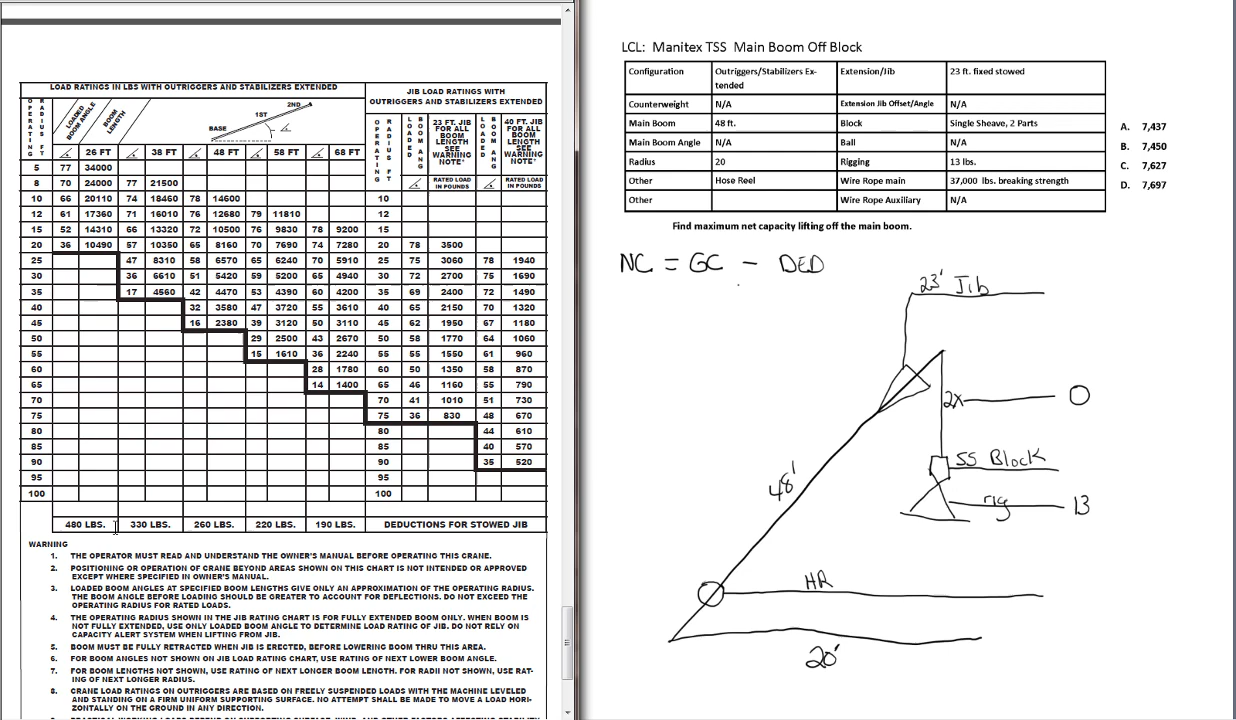 LOAD RATINGS IN LBS WITH OUTRIGGERS AND STABILIZERS EXTENDED
OPERATING RADIUS FT
LOADED BOOM ANGLE
BOOM LENGTH
BASE 1ST 2ND
26 FT 38 FT 48 FT 58 FT 68 FT
5 77 34000
8 70 24000 77 21500
10 66 20110 74 18460 78 14600
12 61 17360 71 16010 76 12680 79 11810
15 52 14310 66 13320 72 10500 76 9830 78 9200
20 36 10490 57 10350 65 8160 70 7690 74 7280
25 47 8310 58 6570 65 6240 70 5910
30 36 6610 51 5420 59 5200 65 4940
35 17 4560 42 4470 53 4390 60 4200
40 32 3580 47 3720 55 3610
45 16 2380 39 3120 50 3110
50 29 2500 43 2670
55 15 1610 36 2240
60 28 1780
65 14 1400
70
75
80
85
90
95
100
480 LBS. 330 LBS. 260 LBS. 220 LBS. 190 LBS. DEDUCTIONS FOR STOWED JIB
JIB LOAD RATINGS WITH
OUTRIGGERS AND STABILIZERS EXTENDED
OPERATING RADIUS FT
LOADED BOOM ANG
23 FT. JIB
FOR ALL
BOOM
LENGTH
SEE
WARNING
NOTE*
RATED LOAD
IN POUNDS
LOADED BOOM ANG
40 FT. JIB
FOR ALL
BOOM
LENGTH
SEE
WARNING
NOTE*
RATED LOAD
IN POUNDS
10
12
15
20 78 3500
25 75 3060 78 1940
30 72 2700 75 1690
35 69 2400 72 1490
40 65 2150 70 1320
45 62 1950 67 1180
50 58 1770 64 1060
55 55 1550 61 960
60 50 1350 58 870
65 46 1160 55 790
70 41 1010 51 730
75 36 830 48 670
80 44 610
85 40 570
90 35 520
95
100
WARNING
1. THE OPERATOR MUST READ AND UNDERSTAND THE OWNER'S MANUAL BEFORE OPERATING THIS CRANE.
2. POSITIONING OR OPERATION OF CRANE BEYOND AREAS SHOWN ON THIS CHART IS NOT INTENDED OR APPROVED
EXCEPT WHERE SPECIFIED IN OWNER'S MANUAL.
3. LOADED BOOM ANGLES AT SPECIFIED BOOM LENGTHS GIVE ONLY AN APPROXIMATION OF THE OPERATING RADIUS.
THE BOOM ANGLE BEFORE LOADING SHOULD BE GREATER TO ACCOUNT FOR DEFLECTIONS. DO NOT EXCEED THE
OPERATING RADIUS FOR RATED LOADS.
4. THE OPERATING RADIUS SHOWN IN THE JIB RATING CHART IS FOR FULLY EXTENDED BOOM ONLY. WHEN BOOM IS
NOT FULLY EXTENDED, USE ONLY LOADED BOOM ANGLE TO DETERMINE LOAD RATING OF JIB. DO NOT RELY ON
CAPACITY ALERT SYSTEM WHEN LIFTING FROM JIB.
5. BOOM MUST BE FULLY RETRACTED WHEN JIB IS ERECTED, BEFORE LOWERING BOOM THRU THIS AREA.
6. FOR BOOM ANGLES NOT SHOWN ON JIB LOAD RATING CHART, USE RATING OF NEXT LOWER BOOM ANGLE.
7. FOR BOOM LENGTHS NOT SHOWN, USE RATING OF NEXT LONGER BOOM LENGTH. FOR RADII NOT SHOWN, USE RAT-
ING OF NEXT LONGER RADIUS.
8. CRANE LOAD RATINGS ON OUTRIGGERS ARE BASED ON FREELY SUSPENDED LOADS WITH THE MACHINE LEVELED
AND STANDING ON A FIRM UNIFORM SUPPORTING SURFACE. NO ATTEMPT SHALL BE MADE TO MOVE A LOAD HORI-
ZONTALLY ON THE GROUND IN ANY DIRECTION.
LCL: Manitex TSS Main Boom Off Block
Configuration Outriggers/Stabilizers Ex- Extension/Jib 23 ft. fixed stowed
tended
Counterweight N/A Extension Jib Offset/Angle N/A
Main Boom 48 ft. Block Single Sheave, 2 Parts
Main Boom Angle N/A Ball N/A
Radius 20 Rigging 13 lbs.
Other Hose Reel Wire Rope main 37,000 lbs. breaking strength
Other Wire Rope Auxiliary N/A
A. 7,437
B. 7,450
C. 7,627
D. 7,697
Find maximum net capacity lifting off the main boom.
NC = GC - DED
23' Jib
2x O
SS Block
rig 13
48'
HR
20'